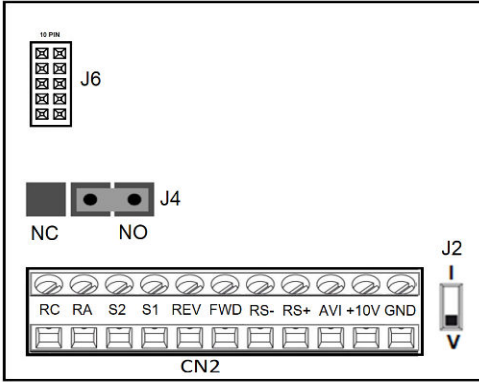 10 PIN
J6
J4
NC NO
J2
I
RC RA S2 S1 REV FWD RS- RS+ AVI +10V GND
V
CN2